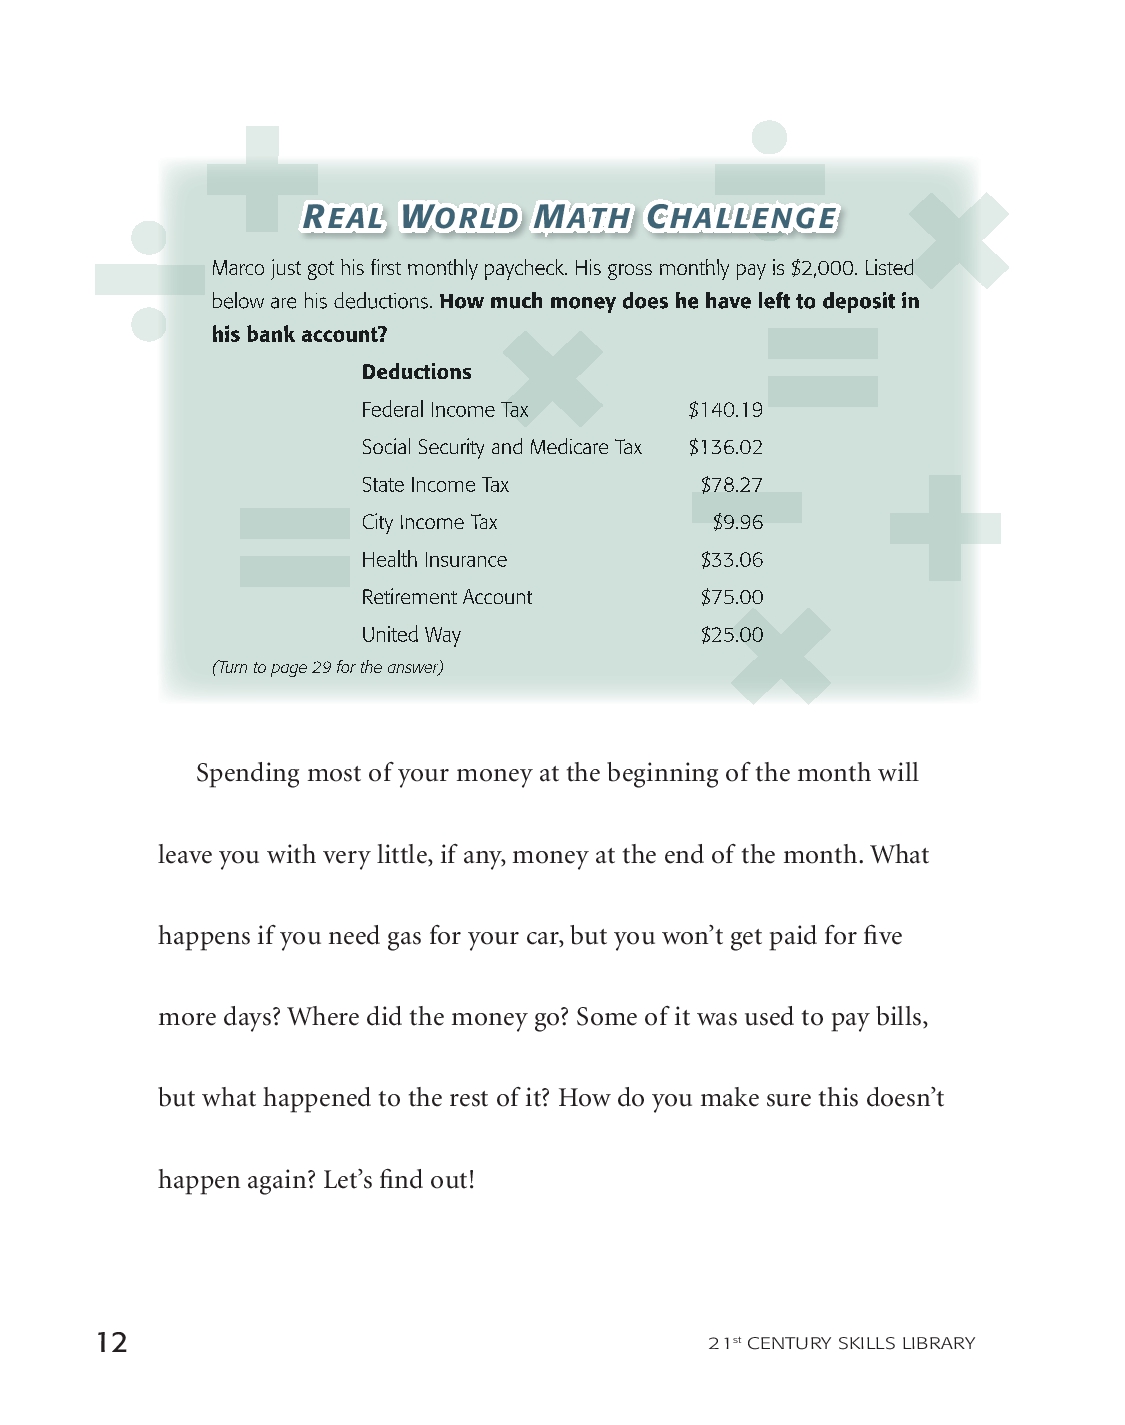 REAL WORLD MATH CHALLENGE
Marco just got his first monthly paycheck. His gross monthly pay is $2,000. Listed
below are his deductions. How much money does he have left to deposit in
his bank account?
Deductions
Federal Income Tax $140.19
Social Security and Medicare Tax $136.02
State Income Tax $78.27
City Income Tax $9.96
Health Insurance $33.06
Retirement Account $75.00
United Way $25.00
(Turn to page 29 for the answer)
Spending most of your money at the beginning of the month will
leave you with very little, if any, money at the end of the month. What
happens if you need gas for your car, but you won’t get paid for five
more days? Where did the money go? Some of it was used to pay bills,
but what happened to the rest of it? How do you make sure this doesn’t
happen again? Let’s find out!
12 21st CENTURY SKILLS LIBRARY